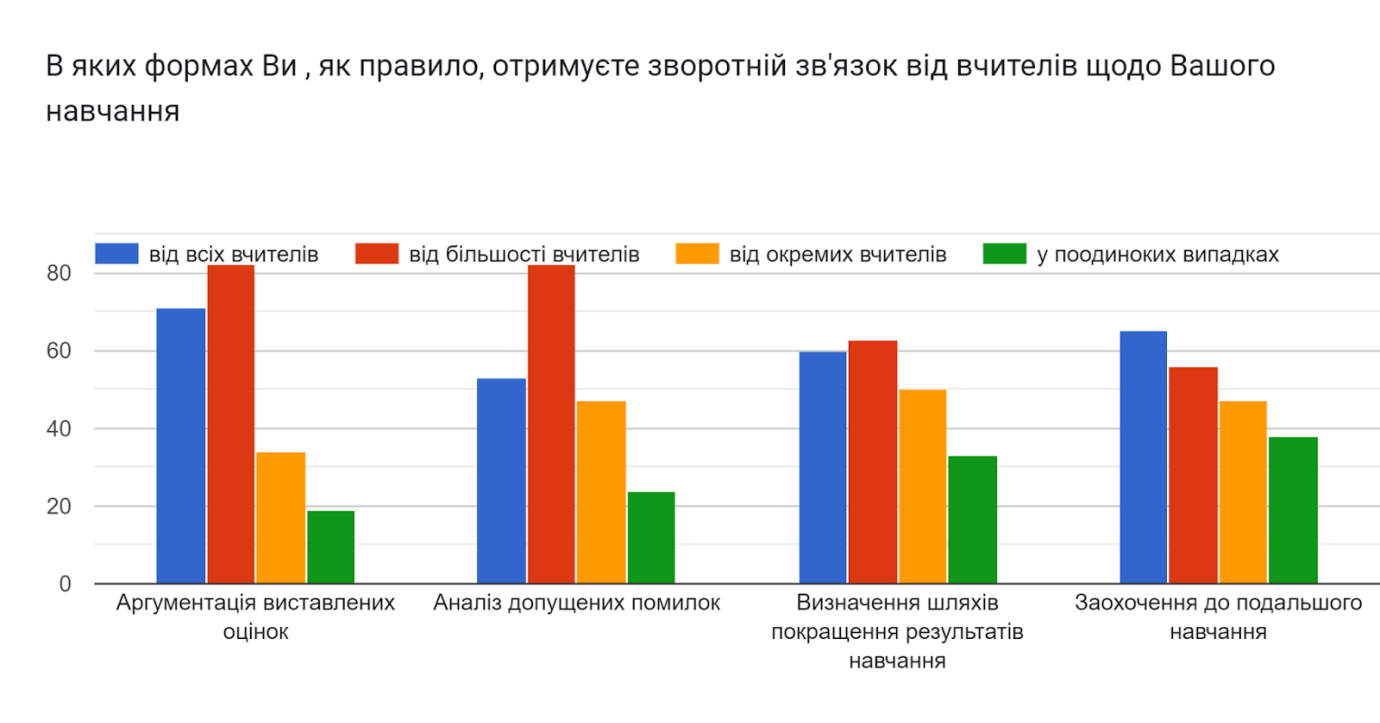 В яких формах Ви , як правило, отримуєте зворотній зв'язок від вчителів щодо Вашого
навчання
від всіх вчителів
від більшості вчителів
від окремих вчителів
у поодиноких випадках
80
60
40
20
0
Аргументація виставлених
оцінок
Аналіз допущених помилок
Визначення шляхів
покращення результатів
навчання
Заохочення до подальшого
навчання